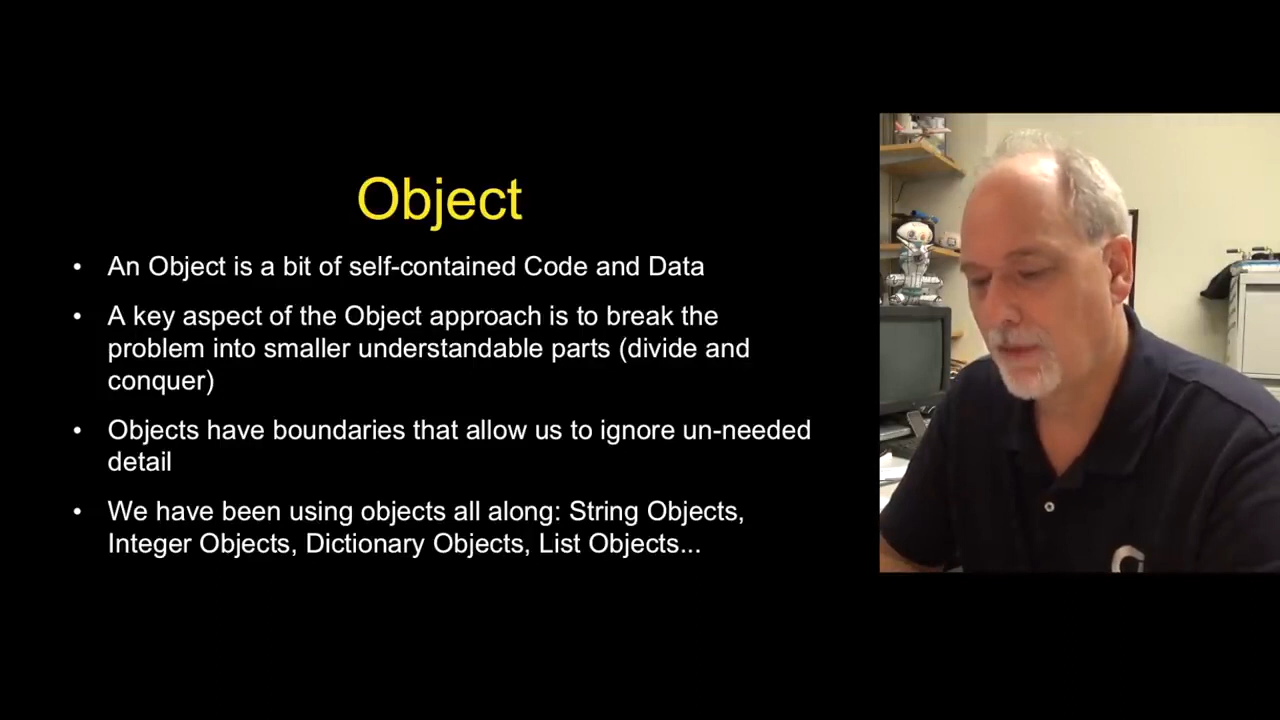 Object
• An Object is a bit of self-contained Code and Data
• A key aspect of the Object approach is to break the
problem into smaller understandable parts (divide and
conquer)
• Objects have boundaries that allow us to ignore un-needed
detail
• We have been using objects all along: String Objects,
Integer Objects, Dictionary Objects, List Objects...